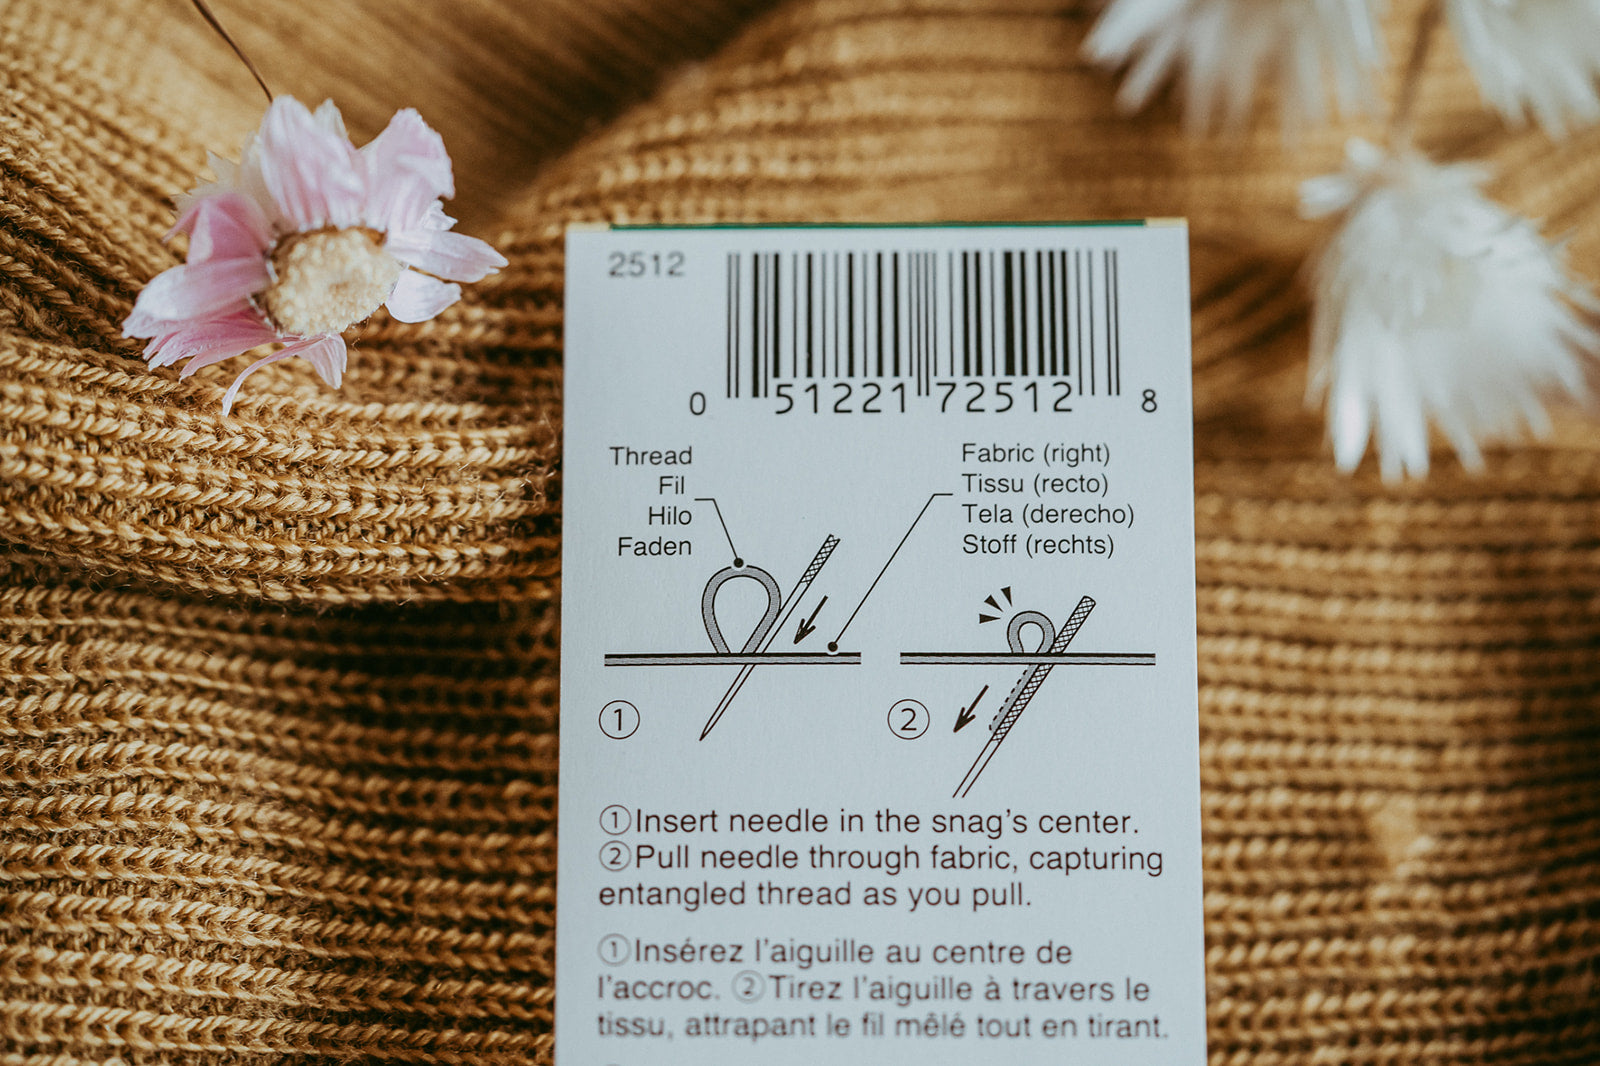 2512
0 51221 72512 8
Thread
Fil
Hilo
Faden
Fabric (right)
Tissu (recto)
Tela (derecho)
Stoff (rechts)
①
②
①Insert needle in the snag's center.
②Pull needle through fabric, capturing
entangled thread as you pull.
①Insérez l'aiguille au centre de
l'accroc. ②Tirez l'aiguille à travers le
tissu, attrapant le fil mêlé tout en tirant.